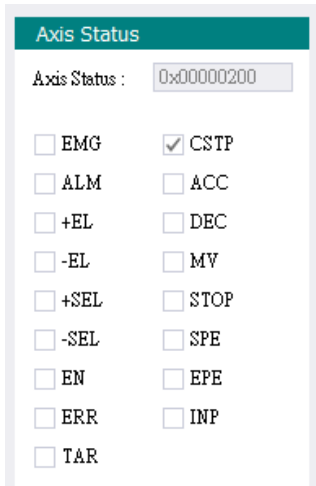 Axis Status
Axis Status : 0x00000200
EMG CSTP
ALM ACC
+EL DEC
-EL MV
+SEL STOP
-SEL SPE
EN EPE
ERR INP
TAR